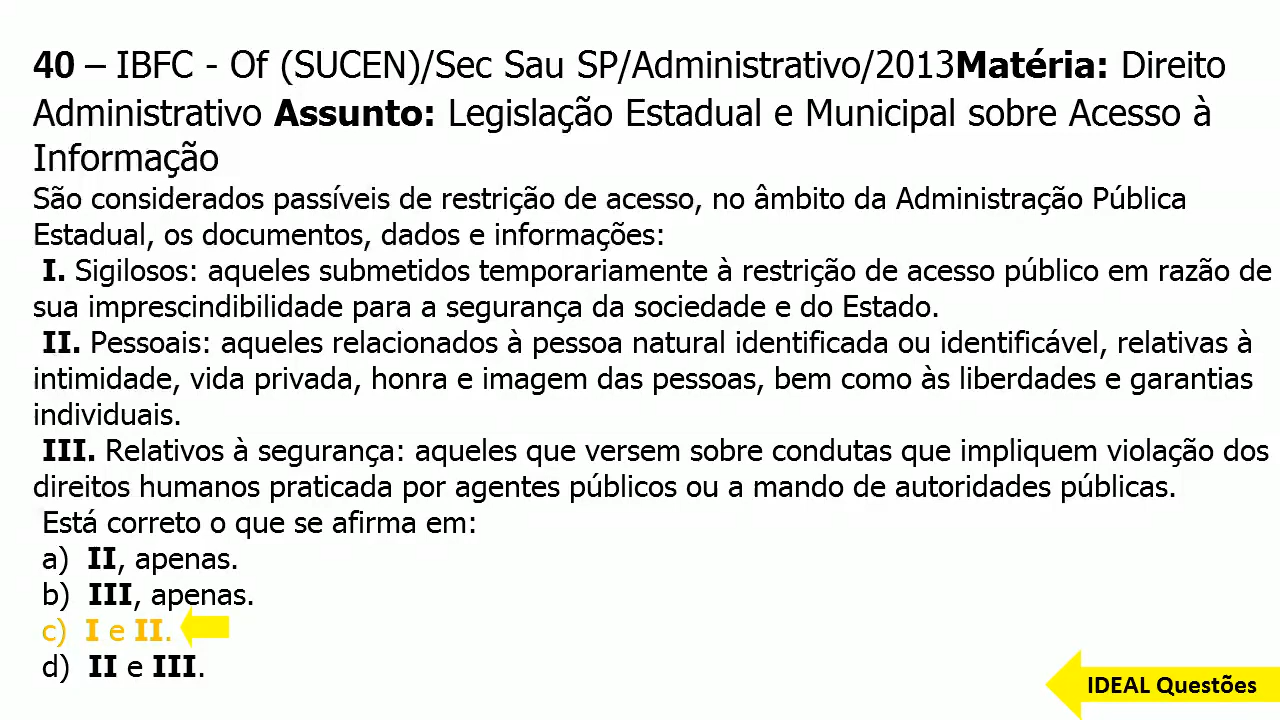 40 – IBFC - Of (SUCEN)/Sec Sau SP/Administrativo/2013Matéria: Direito
Administrativo Assunto: Legislação Estadual e Municipal sobre Acesso à
Informação
São considerados passíveis de restrição de acesso, no âmbito da Administração Pública
Estadual, os documentos, dados e informações:
I. Sigilosos: aqueles submetidos temporariamente à restrição de acesso público em razão de
sua imprescindibilidade para a segurança da sociedade e do Estado.
II. Pessoais: aqueles relacionados à pessoa natural identificada ou identificável, relativas à
intimidade, vida privada, honra e imagem das pessoas, bem como às liberdades e garantias
individuais.
III. Relativos à segurança: aqueles que versem sobre condutas que impliquem violação dos
direitos humanos praticada por agentes públicos ou a mando de autoridades públicas.
Está correto o que se afirma em:
a) II, apenas.
b) III, apenas.
c) I e II.
d) II e III.
IDEAL Questões